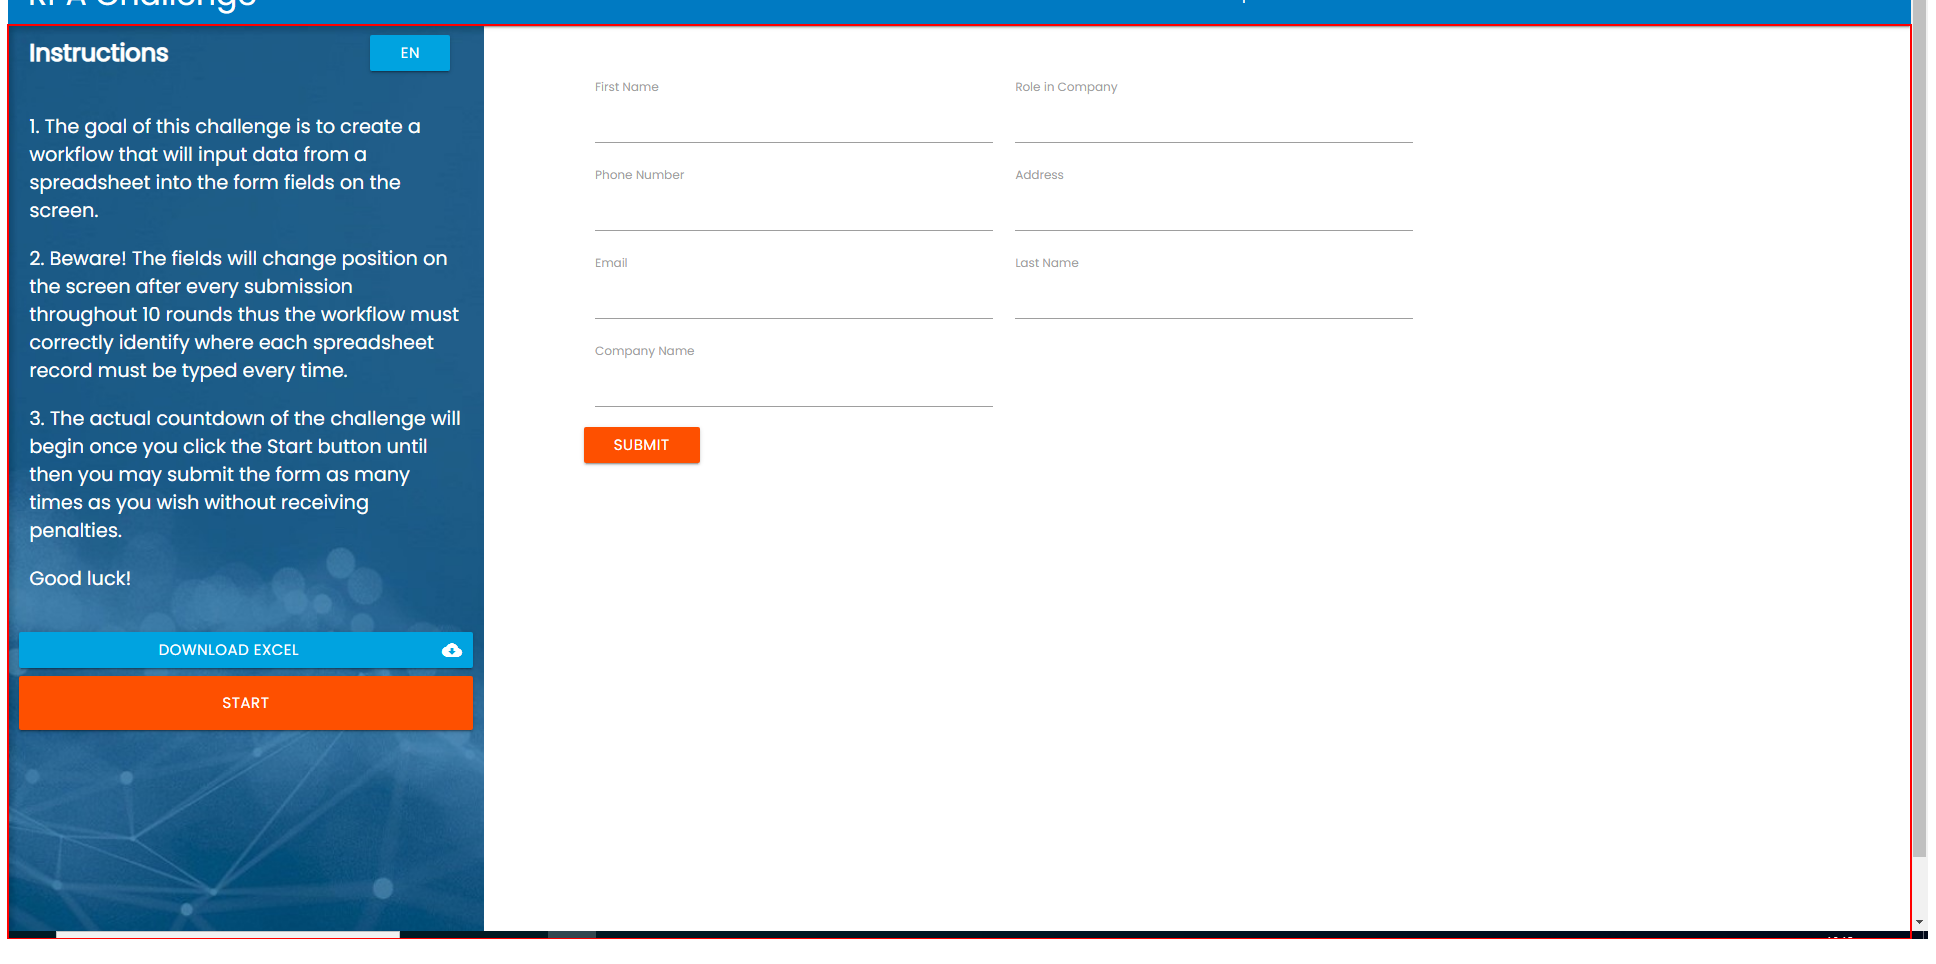 RPA Challenge
Instructions
EN
1. The goal of this challenge is to create a
workflow that will input data from a
spreadsheet into the form fields on the
screen.
2. Beware! The fields will change position on
the screen after every submission
throughout 10 rounds thus the workflow must
correctly identify where each spreadsheet
record must be typed every time.
3. The actual countdown of the challenge will
begin once you click the Start button until
then you may submit the form as many
times as you wish without receiving
penalties.
Good luck!
DOWNLOAD EXCEL
START
First Name
Role in Company
Phone Number
Address
Email
Last Name
Company Name
SUBMIT